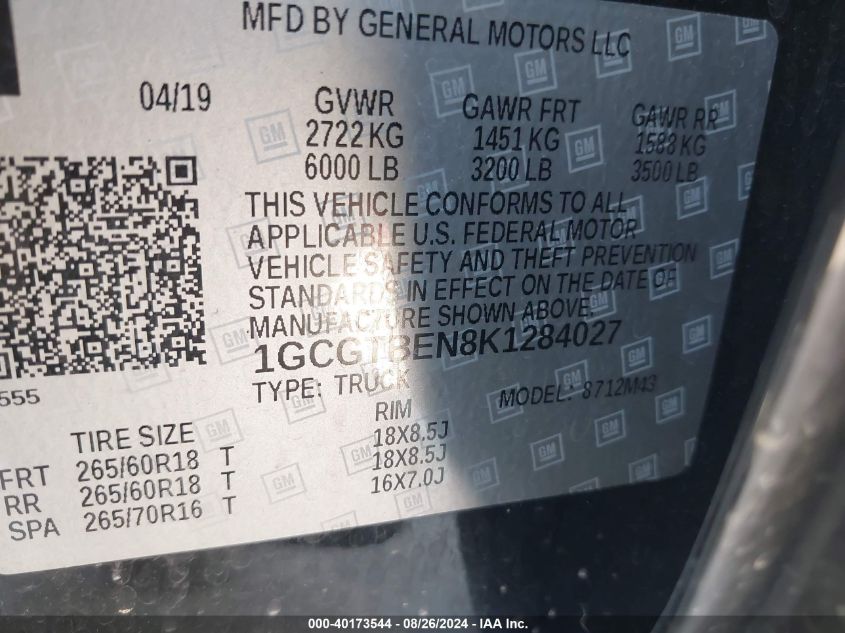 MFD BY GENERAL MOTORS LLC
04/19 GVWR GAWR FRT GAWR RR
2722 KG 1451 KG 1588 KG
6000 LB 3200 LB 3500 LB
THIS VEHICLE CONFORMS TO ALL
APPLICABLE U.S. FEDERAL MOTOR
VEHICLE SAFETY AND THEFT PREVENTION
STANDARDS IN EFFECT ON THE DATE OF
MANUFACTURE SHOWN ABOVE.
1GCGTBEN8K1284027
555 TYPE: TRUCK MODEL: 8712M43
TIRE SIZE RIM
FRT 265/60R18 T 18X8.5J
RR 265/60R18 T 18X8.5J
SPA 265/70R16 T 16X7.0J
GM
000-40173544 - 08/26/2024 - IAA Inc.